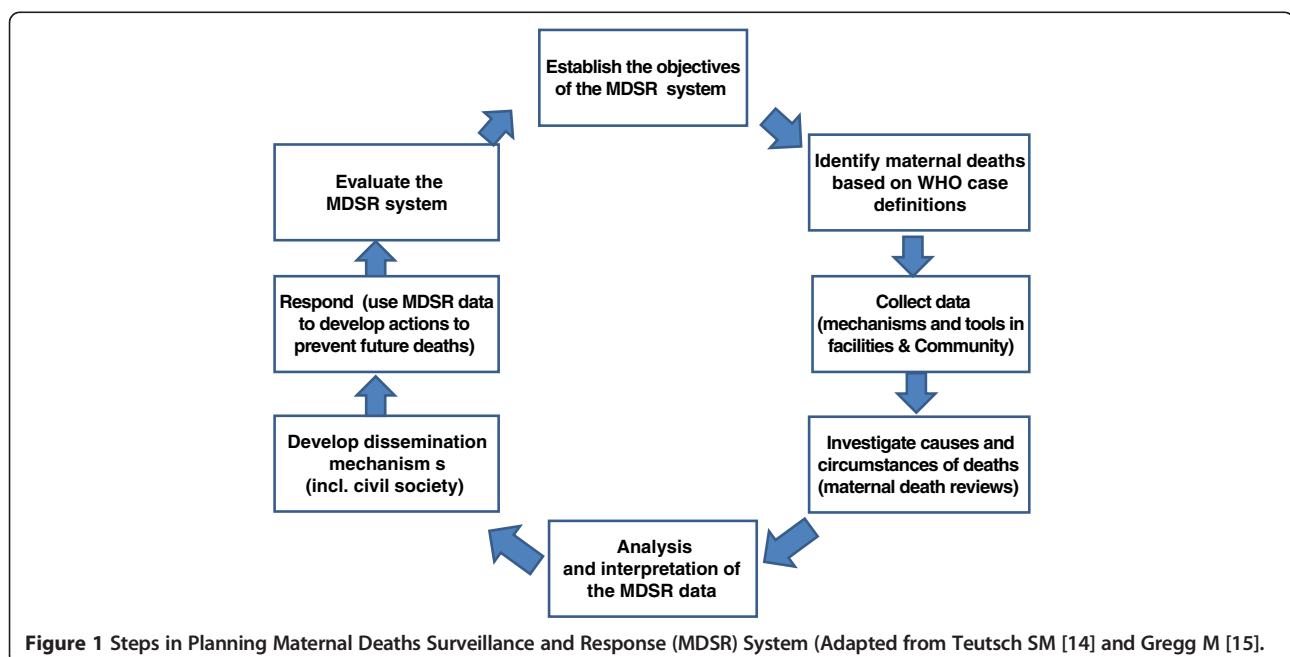 Establish the objectives
of the MDSR system
Identify maternal deaths
based on WHO case
definitions
Collect data
(mechanisms and tools in
facilities & Community)
Investigate causes and
circumstances of deaths
(maternal death reviews)
Analysis
and interpretation of
the MDSR data
Develop dissemination
mechanism s
(incl. civil society)
Respond (use MDSR data
to develop actions to
prevent future deaths)
Evaluate the
MDSR system
Figure 1 Steps in Planning Maternal Deaths Surveillance and Response (MDSR) System (Adapted from Teutsch SM [14] and Gregg M [15].